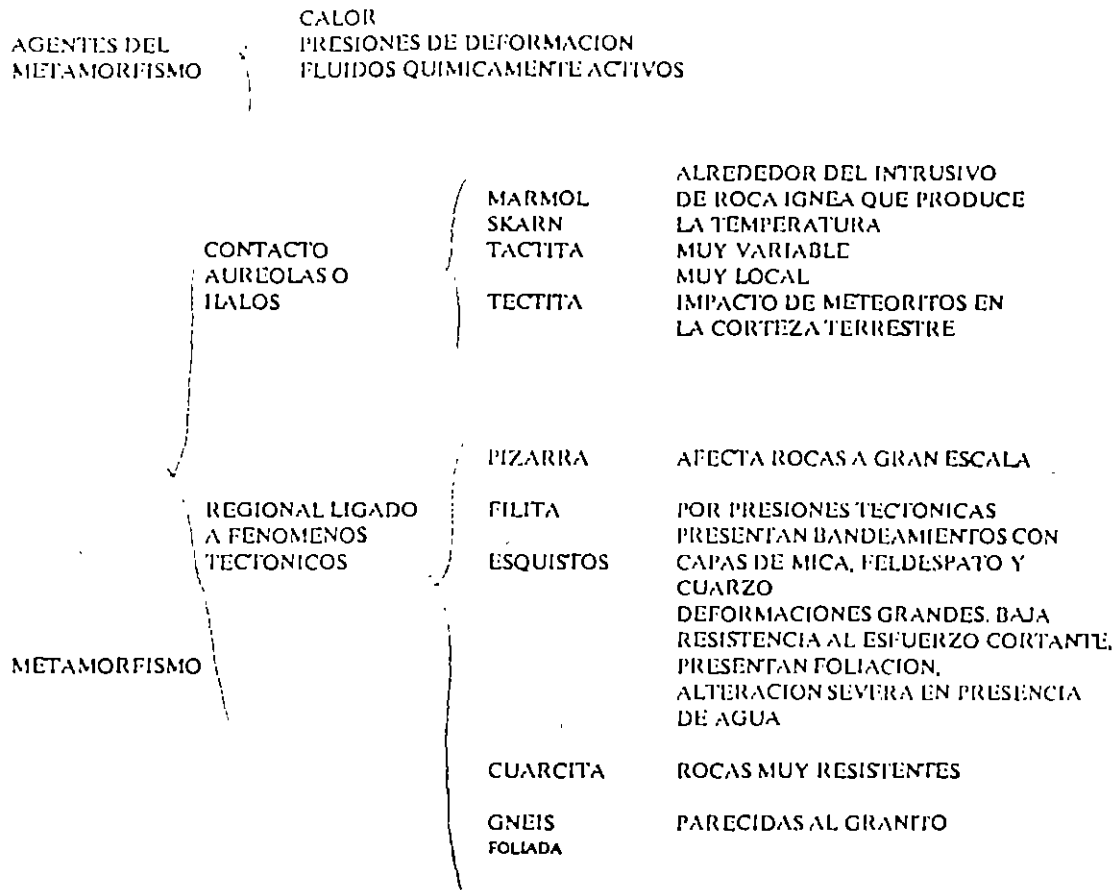 AGENTES DEL
METAMORFISMO
CALOR
PRESIONES DE DEFORMACION
FLUIDOS QUIMICAMENTE ACTIVOS
METAMORFISMO
CONTACTO
AUREOLAS O
HALOS
MARMOL
SKARN
TACTITA
TECTITA
ALREDEDOR DEL INTRUSIVO
DE ROCA IGNEA QUE PRODUCE
LA TEMPERATURA
MUY VARIABLE
MUY LOCAL
IMPACTO DE METEORITOS EN
LA CORTEZA TERRESTRE
REGIONAL LIGADO
A FENOMENOS
TECTONICOS
PIZARRA
AFECTA ROCAS A GRAN ESCALA
FILITA
ESQUISTOS
POR PRESIONES TECTONICAS
PRESENTAN BANDEAMIENTOS CON
CAPAS DE MICA, FELDESPATO Y
CUARZO
DEFORMACIONES GRANDES. BAJA
RESISTENCIA AL ESFUERZO CORTANTE,
PRESENTAN FOLIACION,
ALTERACION SEVERA EN PRESENCIA
DE AGUA
CUARCITA
ROCAS MUY RESISTENTES
GNEIS
FOLIADA
PARECIDAS AL GRANITO